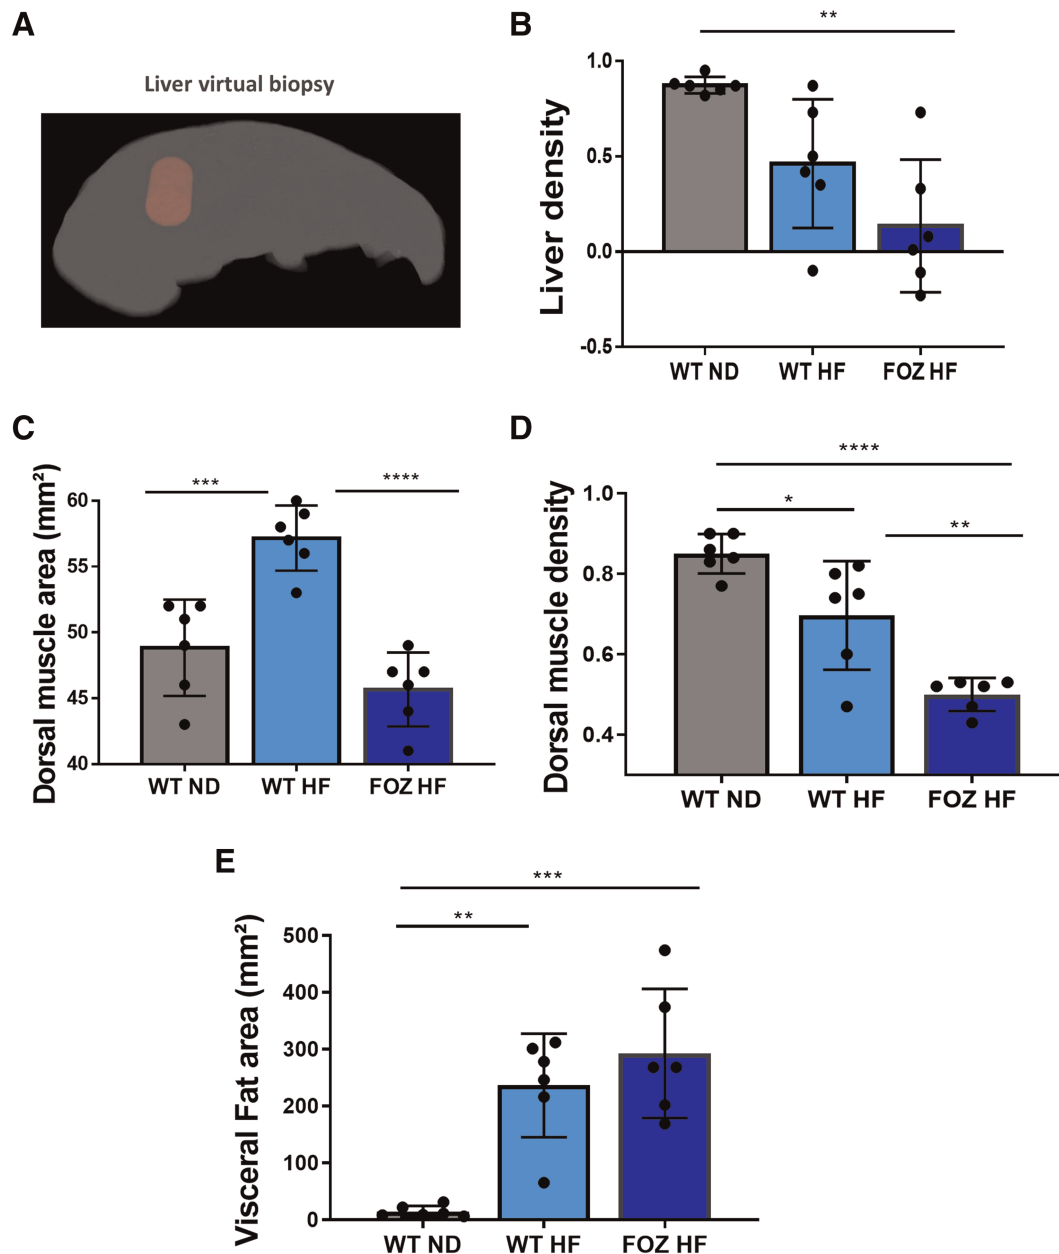 A
Liver virtual biopsy
B
**
Liver density
1.0
0.5
0.0
-0.5
WT ND
WT HF
FOZ HF
C
***
****
Dorsal muscle area (mm²)
60
55
50
45
40
WT ND
WT HF
FOZ HF
D
****
*
**
Dorsal muscle density
1.0
0.8
0.6
0.4
WT ND
WT HF
FOZ HF
E
***
**
Visceral Fat area (mm²)
500
400
300
200
100
0
WT ND
WT HF
FOZ HF